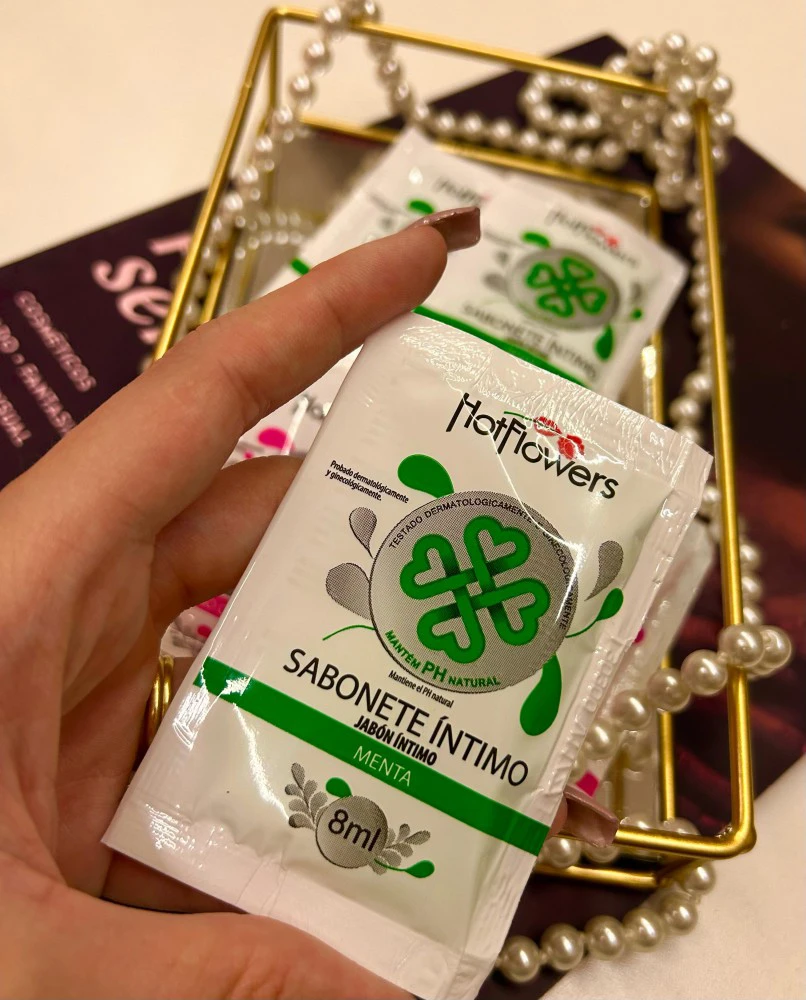 HotFlowers
SABONETE ÍNTIMO
COSMÉTICOS
HotFlowers
Probado dermatológicamente
y ginecológicamente.
TESTADO DERMATOLOGICAMENTE
MANTÉM PH NATURAL
Mantiene el PH natural
SABONETE ÍNTIMO
JABÓN ÍNTIMO
MENTA
8ml